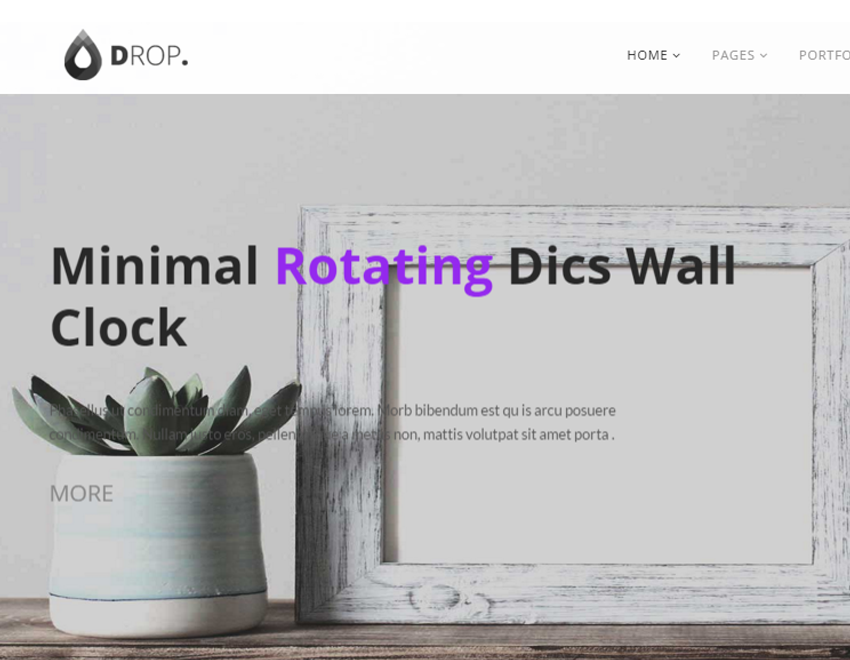 DROP.
HOME
PAGES
PORTFO
Minimal Rotating Dics Wall
Clock
Phasellus ut condimentum diam, eget tempus lorem. Morb bibendum est qu is arcu posuere
condimentum. Nullam justo eros, pellen a metus non, mattis volutpat sit amet porta .
MORE